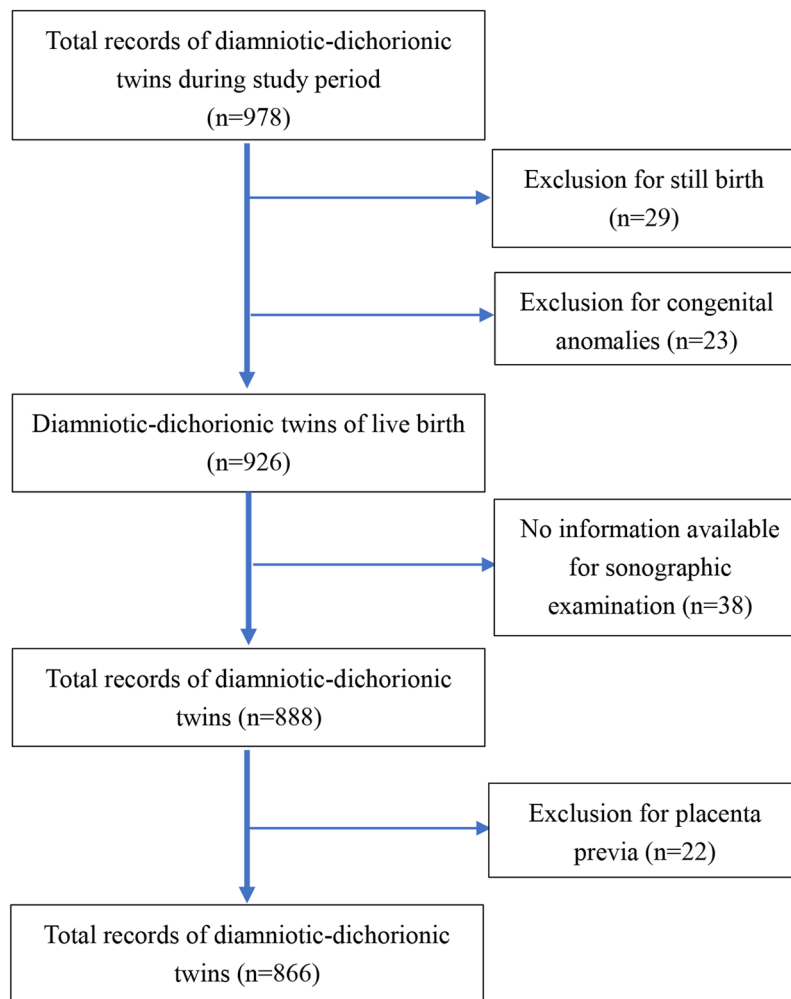 Total records of diamniotic-dichorionic
twins during study period
(n=978)
Exclusion for still birth
(n=29)
Exclusion for congenital
anomalies (n=23)
Diamniotic-dichorionic twins of live birth
(n=926)
No information available
for sonographic
examination (n=38)
Total records of diamniotic-dichorionic
twins (n=888)
Exclusion for placenta
previa (n=22)
Total records of diamniotic-dichorionic
twins (n=866)